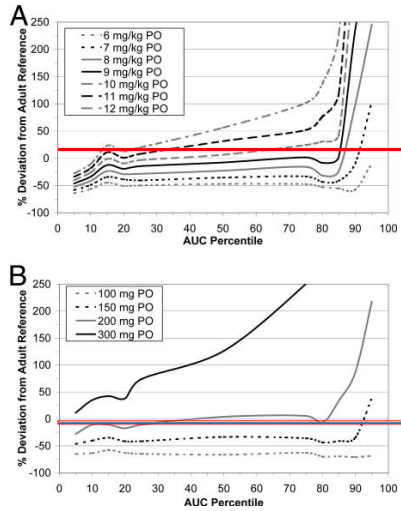 A
% Deviation from Adult Reference
250
200
150
100
50
0
-50
-100
6 mg/kg PO
7 mg/kg PO
8 mg/kg PO
9 mg/kg PO
10 mg/kg PO
11 mg/kg PO
12 mg/kg PO
0 10 20 30 40 50 60 70 80 90 100
AUC Percentile
B
% Deviation from Adult Reference
250
200
150
100
50
0
-50
-100
100 mg PO
150 mg PO
200 mg PO
300 mg PO
0 10 20 30 40 50 60 70 80 90 100
AUC Percentile